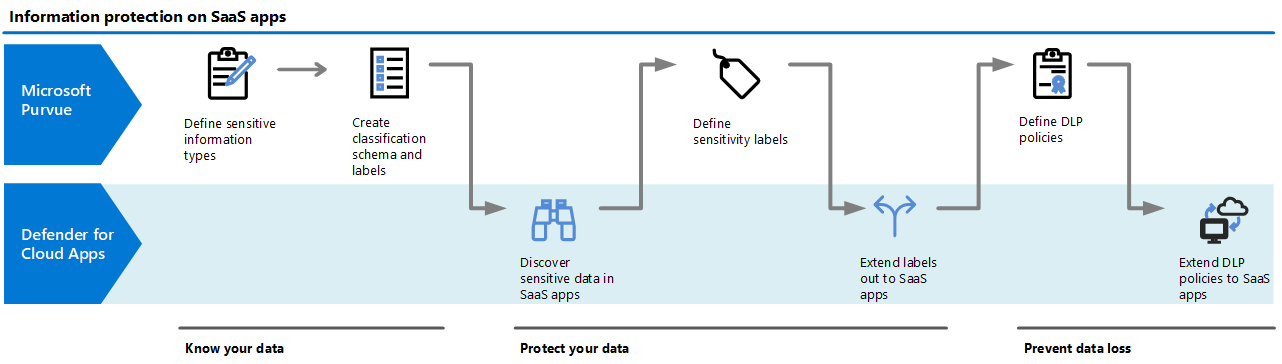 Information protection on SaaS apps
Microsoft
Purvue
Define sensitive
information
types
Create
classification
schema and
labels
Define
sensitivity labels
Define DLP
policies
Defender for
Cloud Apps
Discover
sensitive data in
SaaS apps
Extend labels
out to SaaS
apps
Extend DLP
policies to SaaS
apps
Know your data
Protect your data
Prevent data loss